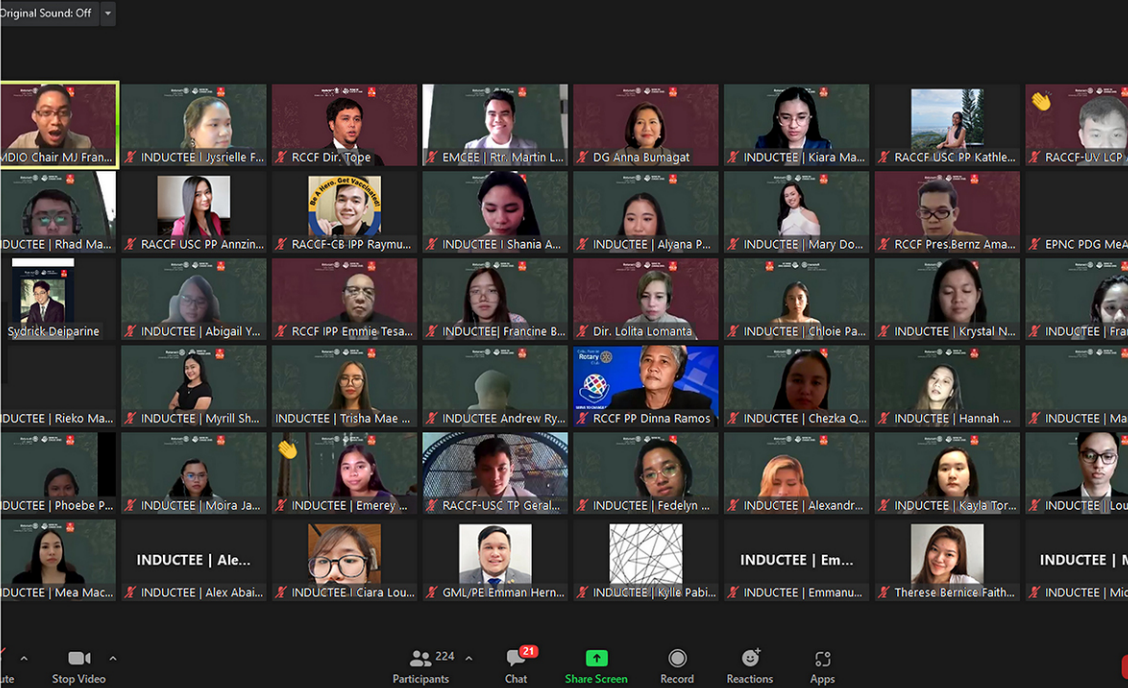 Original Sound: Off
MDIO Chair MJ Fran...
INDUCTEE | Jysrielle F...
RCCF Dir. Tope
EMCEE | Rtr. Martin L...
DG Anna Bumagat
INDUCTEE | Kiara Ma...
RACCF USC PP Kathle...
RACCF-UV LCP A
NDUCTEE | Rhad Ma...
RACCF USC PP Annzin...
Be A Hero. Get Vaccinated!
RACCF-CB IPP Raymu...
INDUCTEE I Shania A...
INDUCTEE | Alyana P...
INDUCTEE | Mary Do...
RCCF Pres.Bernz Ama...
EPNC PDG MeA
Sydrick Deiparine
INDUCTEE | Abigail Y...
RCCF IPP Emmie Tesa...
INDUCTEE| Francine B...
Dir. Lolita Lomanta
INDUCTEE | Chloie Pa...
INDUCTEE | Krystal N...
INDUCTEE | Fran
NDUCTEE | Rieko Ma...
INDUCTEE | Myrill Sh...
INDUCTEE | Trisha Mae ...
INDUCTEE Andrew Ry...
Rotary
RCCF PP Dinna Ramos
INDUCTEE | Chezka Q...
INDUCTEE | Hannah ...
INDUCTEE | Ma
NDUCTEE | Phoebe P...
INDUCTEE | Moira Ja...
INDUCTEE | Emerey ...
RACCF-USC TP Geral...
INDUCTEE | Fedelyn ...
INDUCTEE | Alexandr...
INDUCTEE | Kayla Tor...
INDUCTEE | Lou
NDUCTEE | Mea Mac...
INDUCTEE | Ale...
INDUCTEE | Alex Abai...
INDUCTEE I Ciara Lou...
GML/PE Emman Hern...
INDUCTEE | Kylle Pabi...
INDUCTEE | Em...
INDUCTEE | Emmanu...
Therese Bernice Faith...
INDUCTEE | M
INDUCTEE | Mic
ute
Stop Video
224
Participants
21
Chat
Share Screen
Record
Reactions
Apps